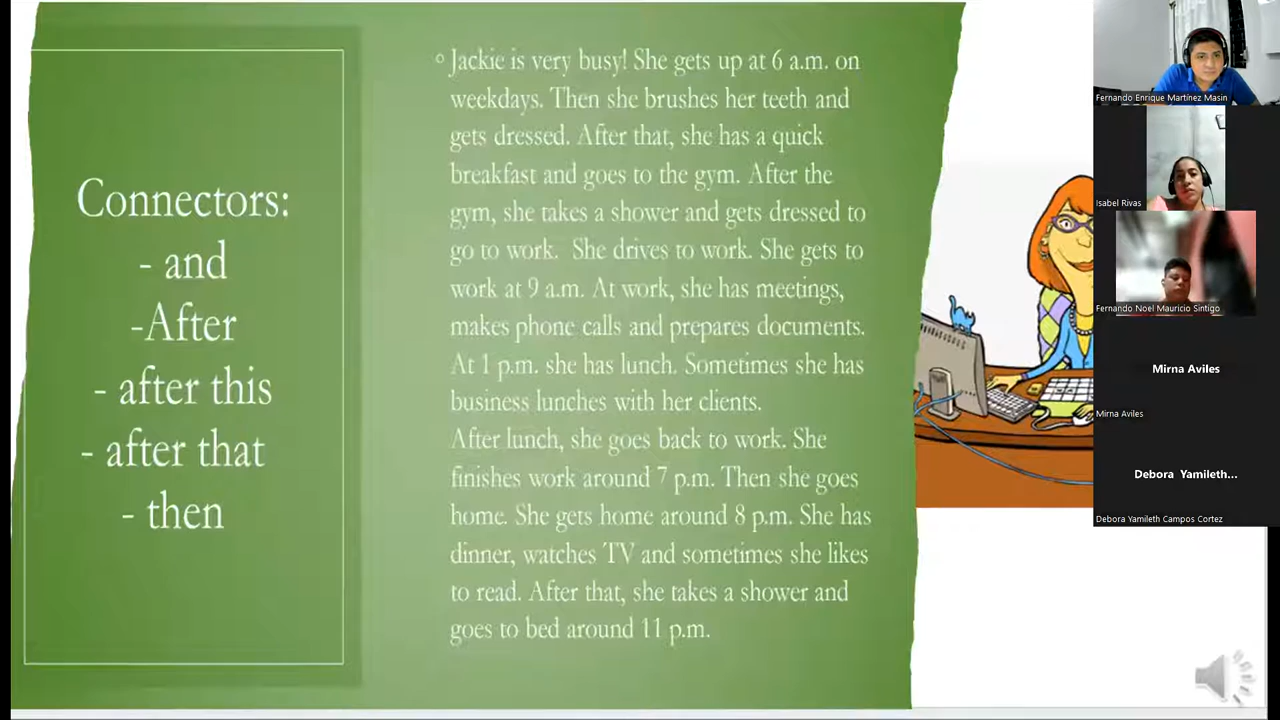 Connectors:
- and
-After
- after this
- after that
- then
Jackie is very busy! She gets up at 6 a.m. on
weekdays. Then she brushes her teeth and
gets dressed. After that, she has a quick
breakfast and goes to the gym. After the
gym, she takes a shower and gets dressed to
go to work.  She drives to work. She gets to
work at 9 a.m. At work, she has meetings,
makes phone calls and prepares documents.
At 1 p.m. she has lunch. Sometimes she has
business lunches with her clients.
After lunch, she goes back to work. She
finishes work around 7 p.m. Then she goes
home. She gets home around 8 p.m. She has
dinner, watches TV and sometimes she likes
to read. After that, she takes a shower and
goes to bed around 11 p.m.
Fernando Enrique Martínez Masin
Isabel Rivas
Fernando Noel Mauricio Sintigo
Mirna Aviles
Mirna Aviles
Debora Yamileth...
Debora Yamileth Campos Cortez